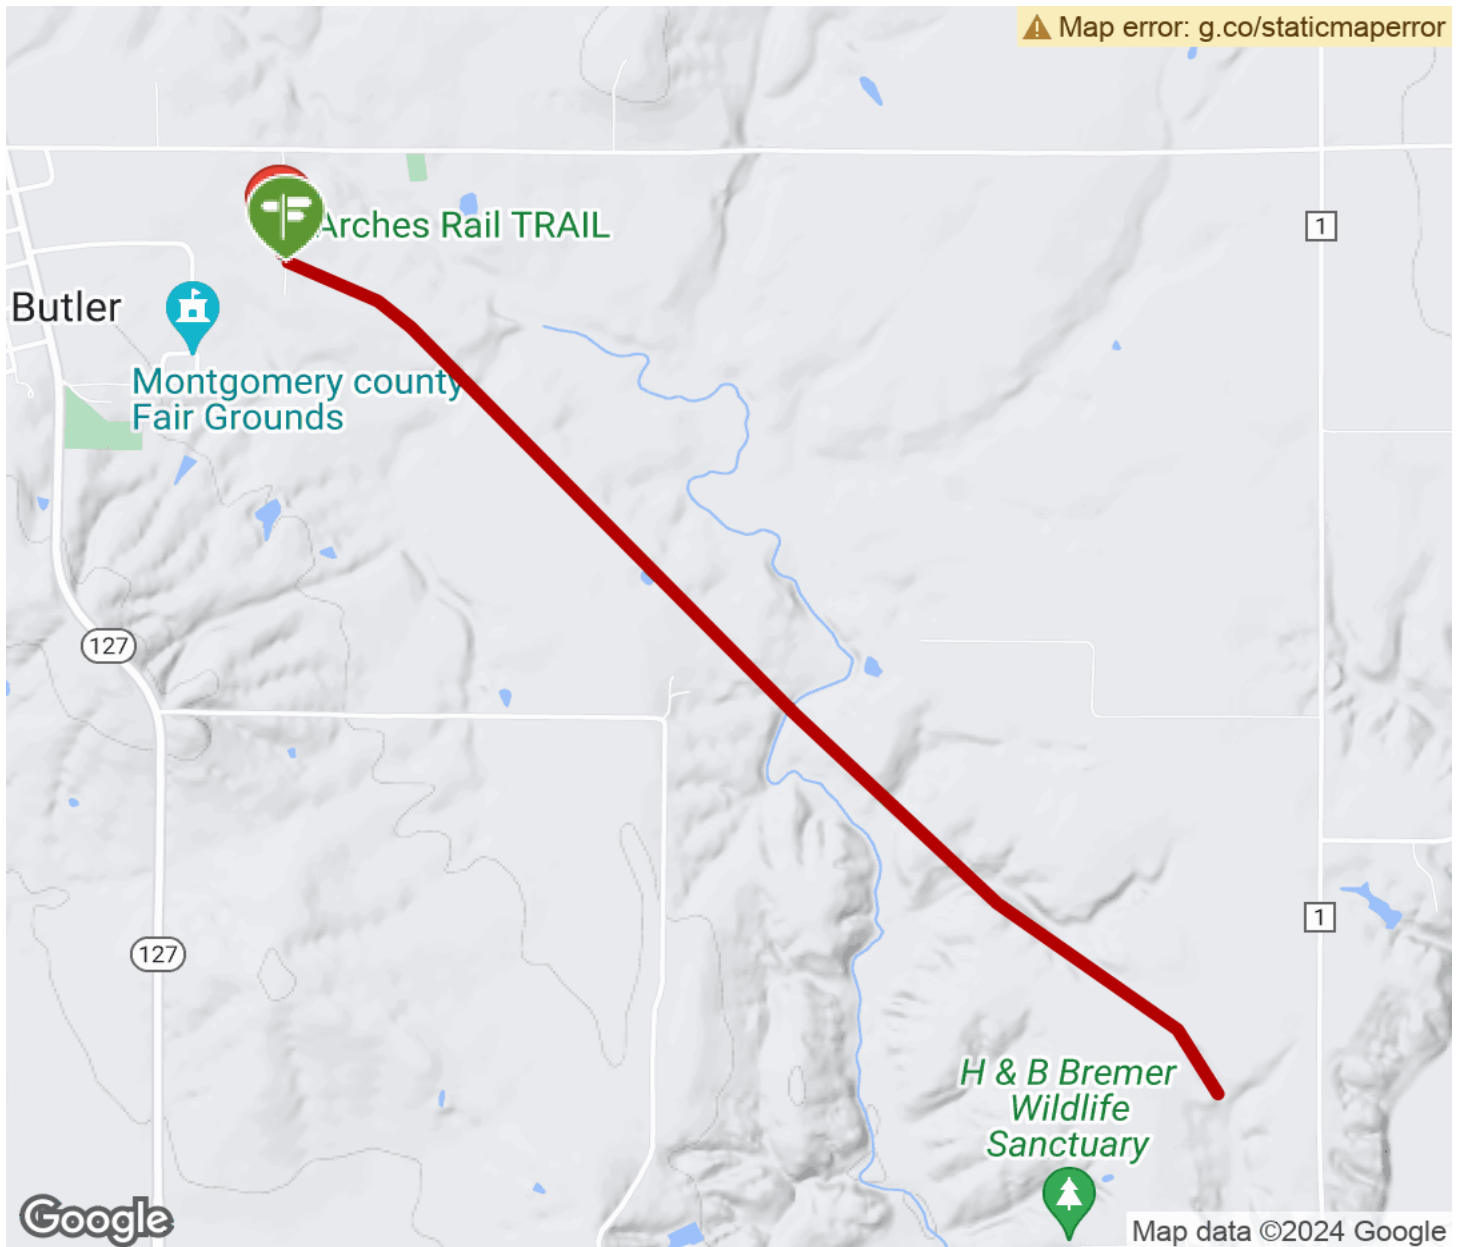 Map error: g.co/staticmaperror
Arches Rail TRAIL
1
Butler
Montgomery county
Fair Grounds
127
1
127
H & B Bremer
Wildlife
Sanctuary
Google
Map data ©2024 Google